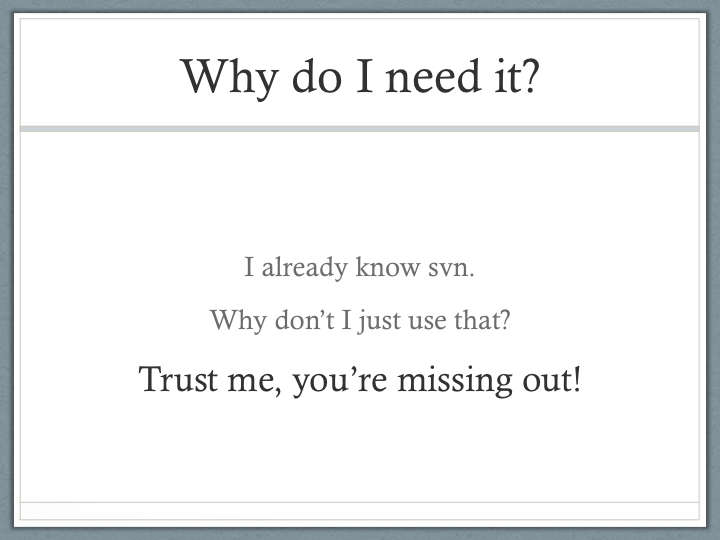 Why do I need it?
I already know svn.
Why don’t I just use that?
Trust me, you’re missing out!